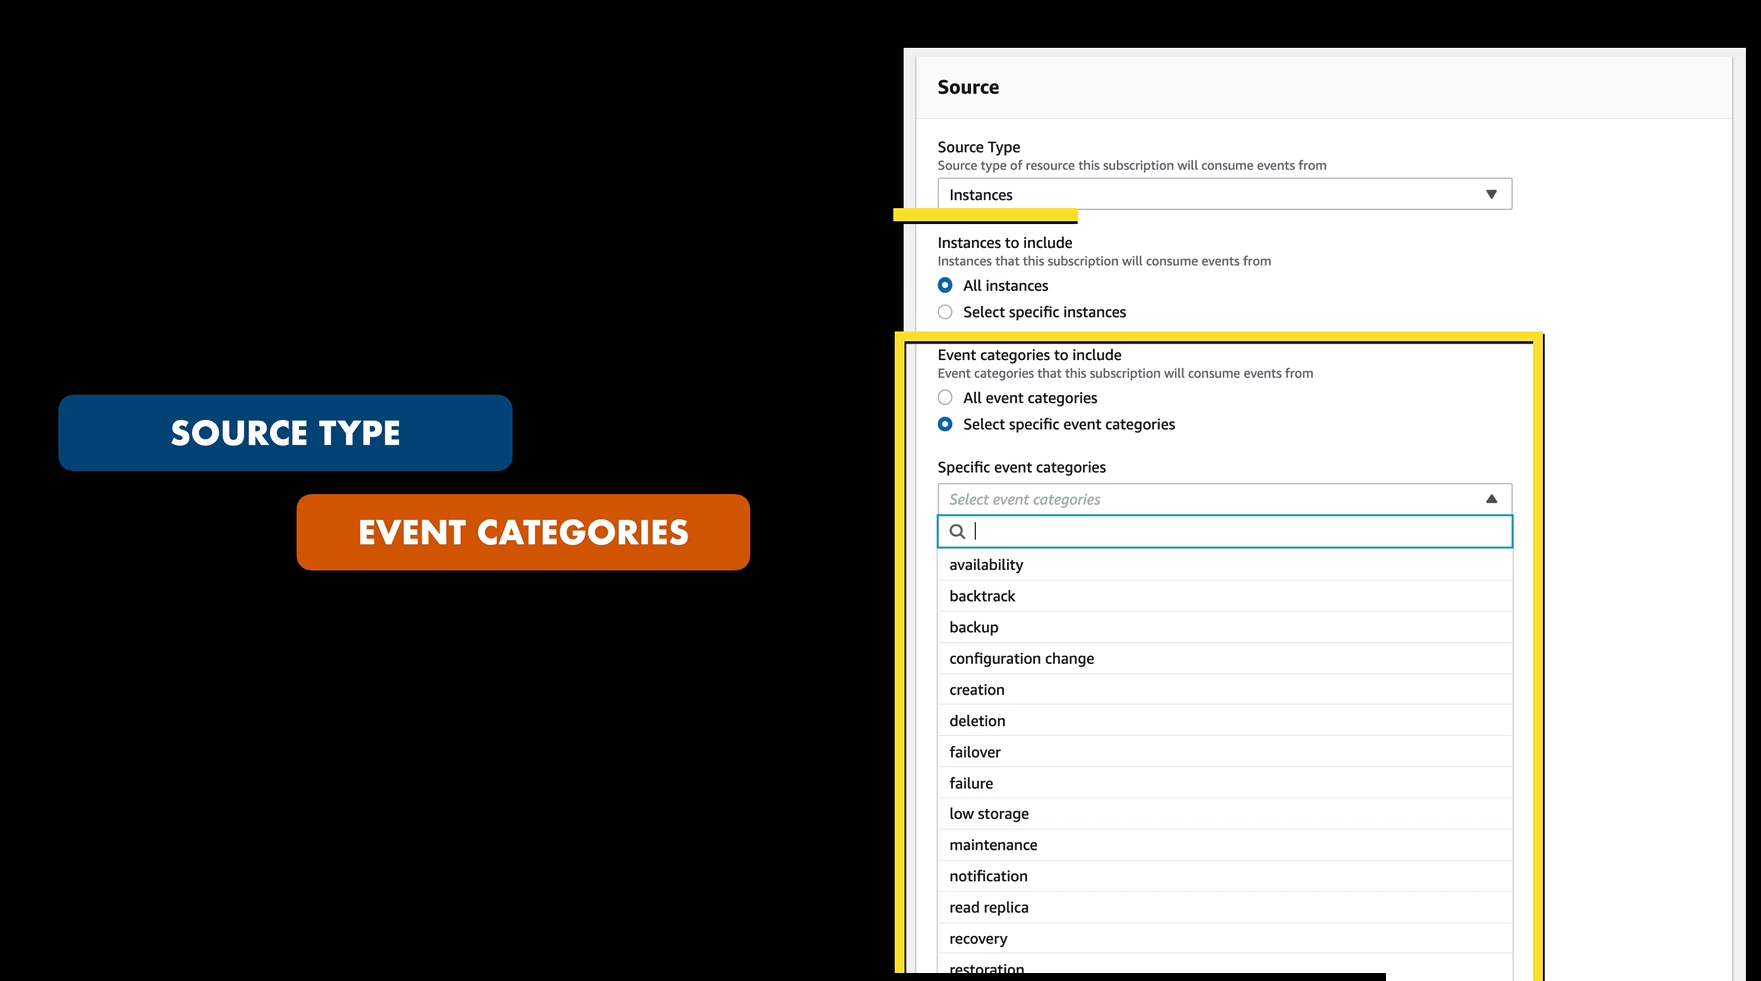 SOURCE TYPE
EVENT CATEGORIES
Source
Source Type
Source type of resource this subscription will consume events from
Instances
Instances to include
Instances that this subscription will consume events from
All instances
Select specific instances
Event categories to include
Event categories that this subscription will consume events from
All event categories
Select specific event categories
Specific event categories
Select event categories
availability
backtrack
backup
configuration change
creation
deletion
failover
failure
low storage
maintenance
notification
read replica
recovery
restoration